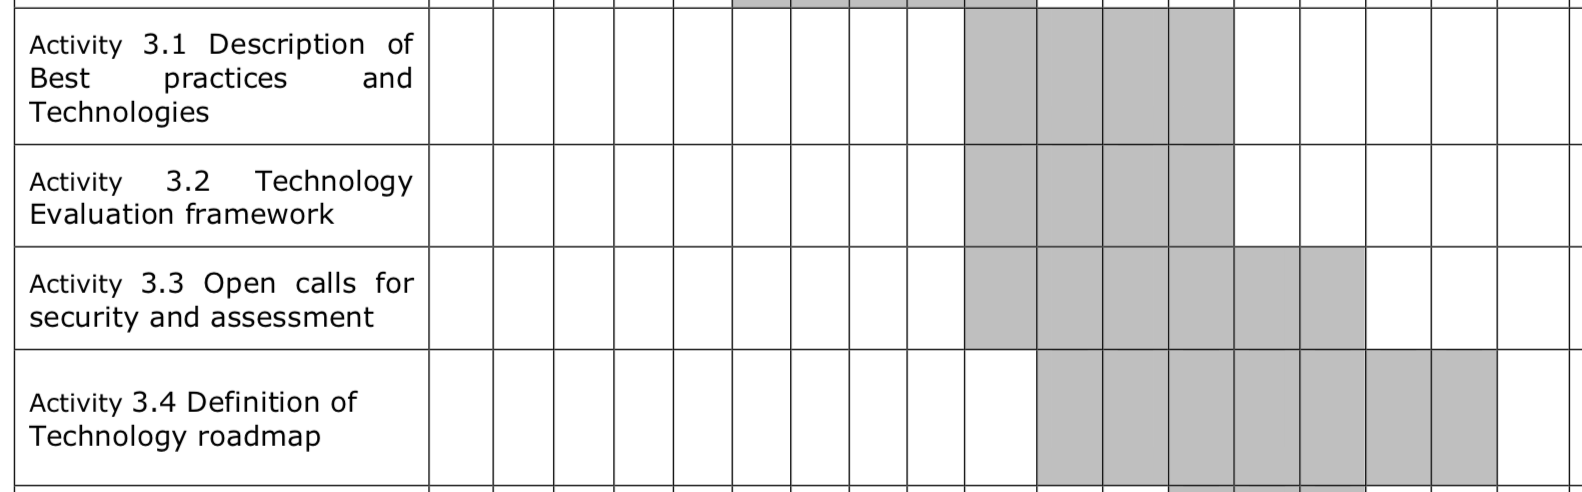 Activity 3.1 Description of
Best practices and
Technologies
Activity 3.2 Technology
Evaluation framework
Activity 3.3 Open calls for
security and assessment
Activity 3.4 Definition of
Technology roadmap